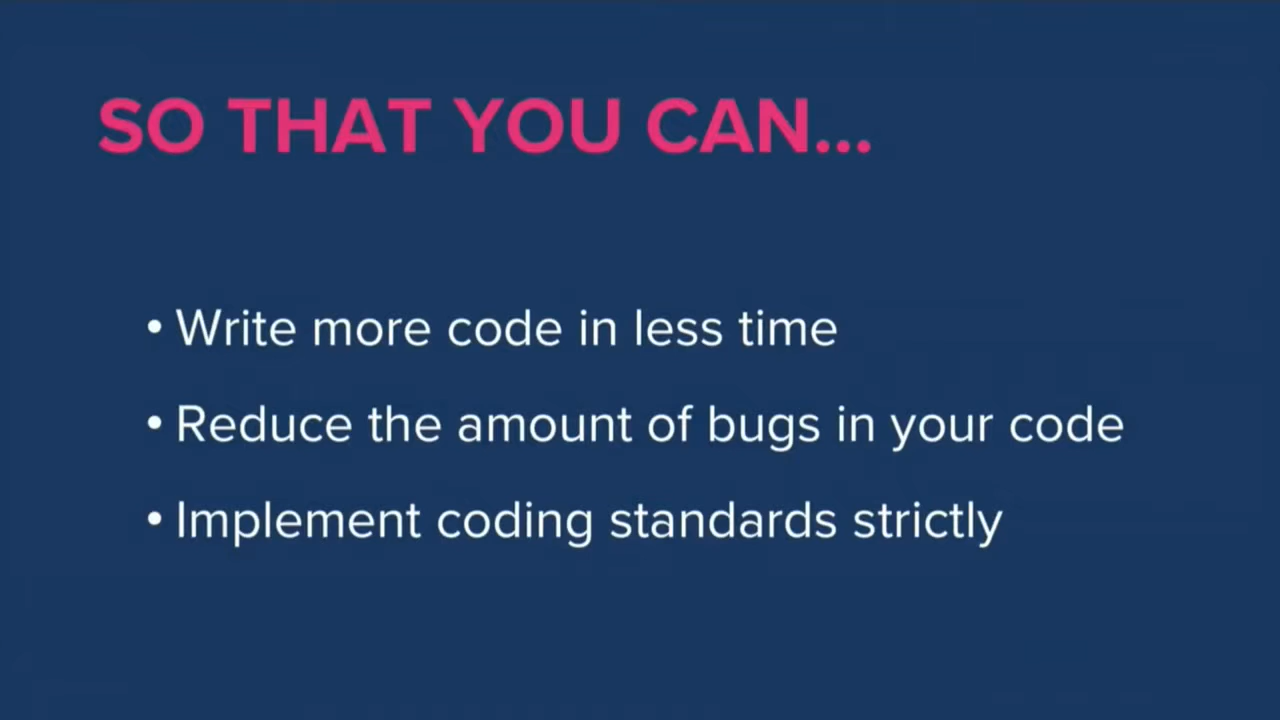 SO THAT YOU CAN...
• Write more code in less time
• Reduce the amount of bugs in your code
• Implement coding standards strictly